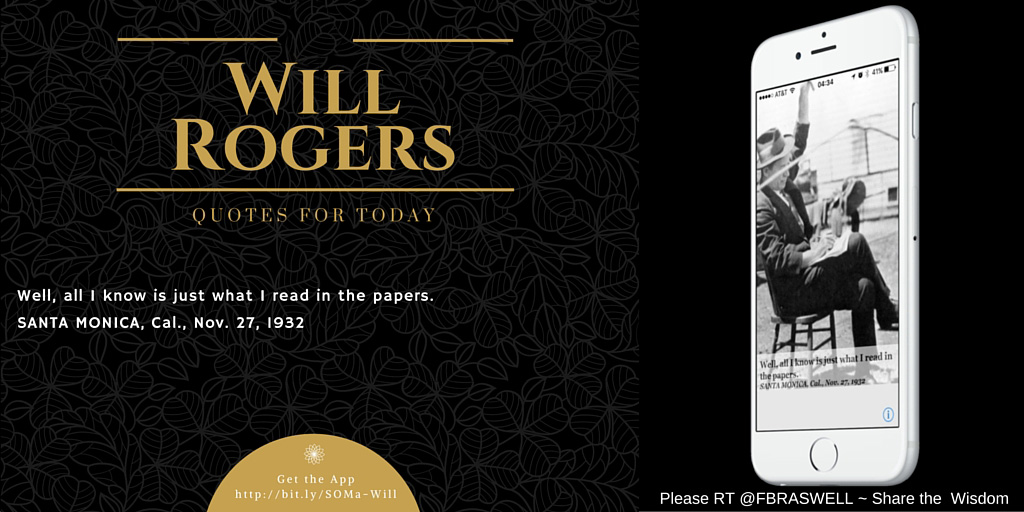 WILL
ROGERS
QUOTES FOR TODAY
Well, all I know is just what I read in the papers.
SANTA MONICA, Cal., Nov. 27, 1932
Get the App
http://bit.ly/SOMa-Will
AT&T 04:34 41%
Well, all I know is just what I read in
the papers.
SANTA MONICA, Cal., Nov. 27, 1932
Please RT @FBRASWELL ~ Share the Wisdom